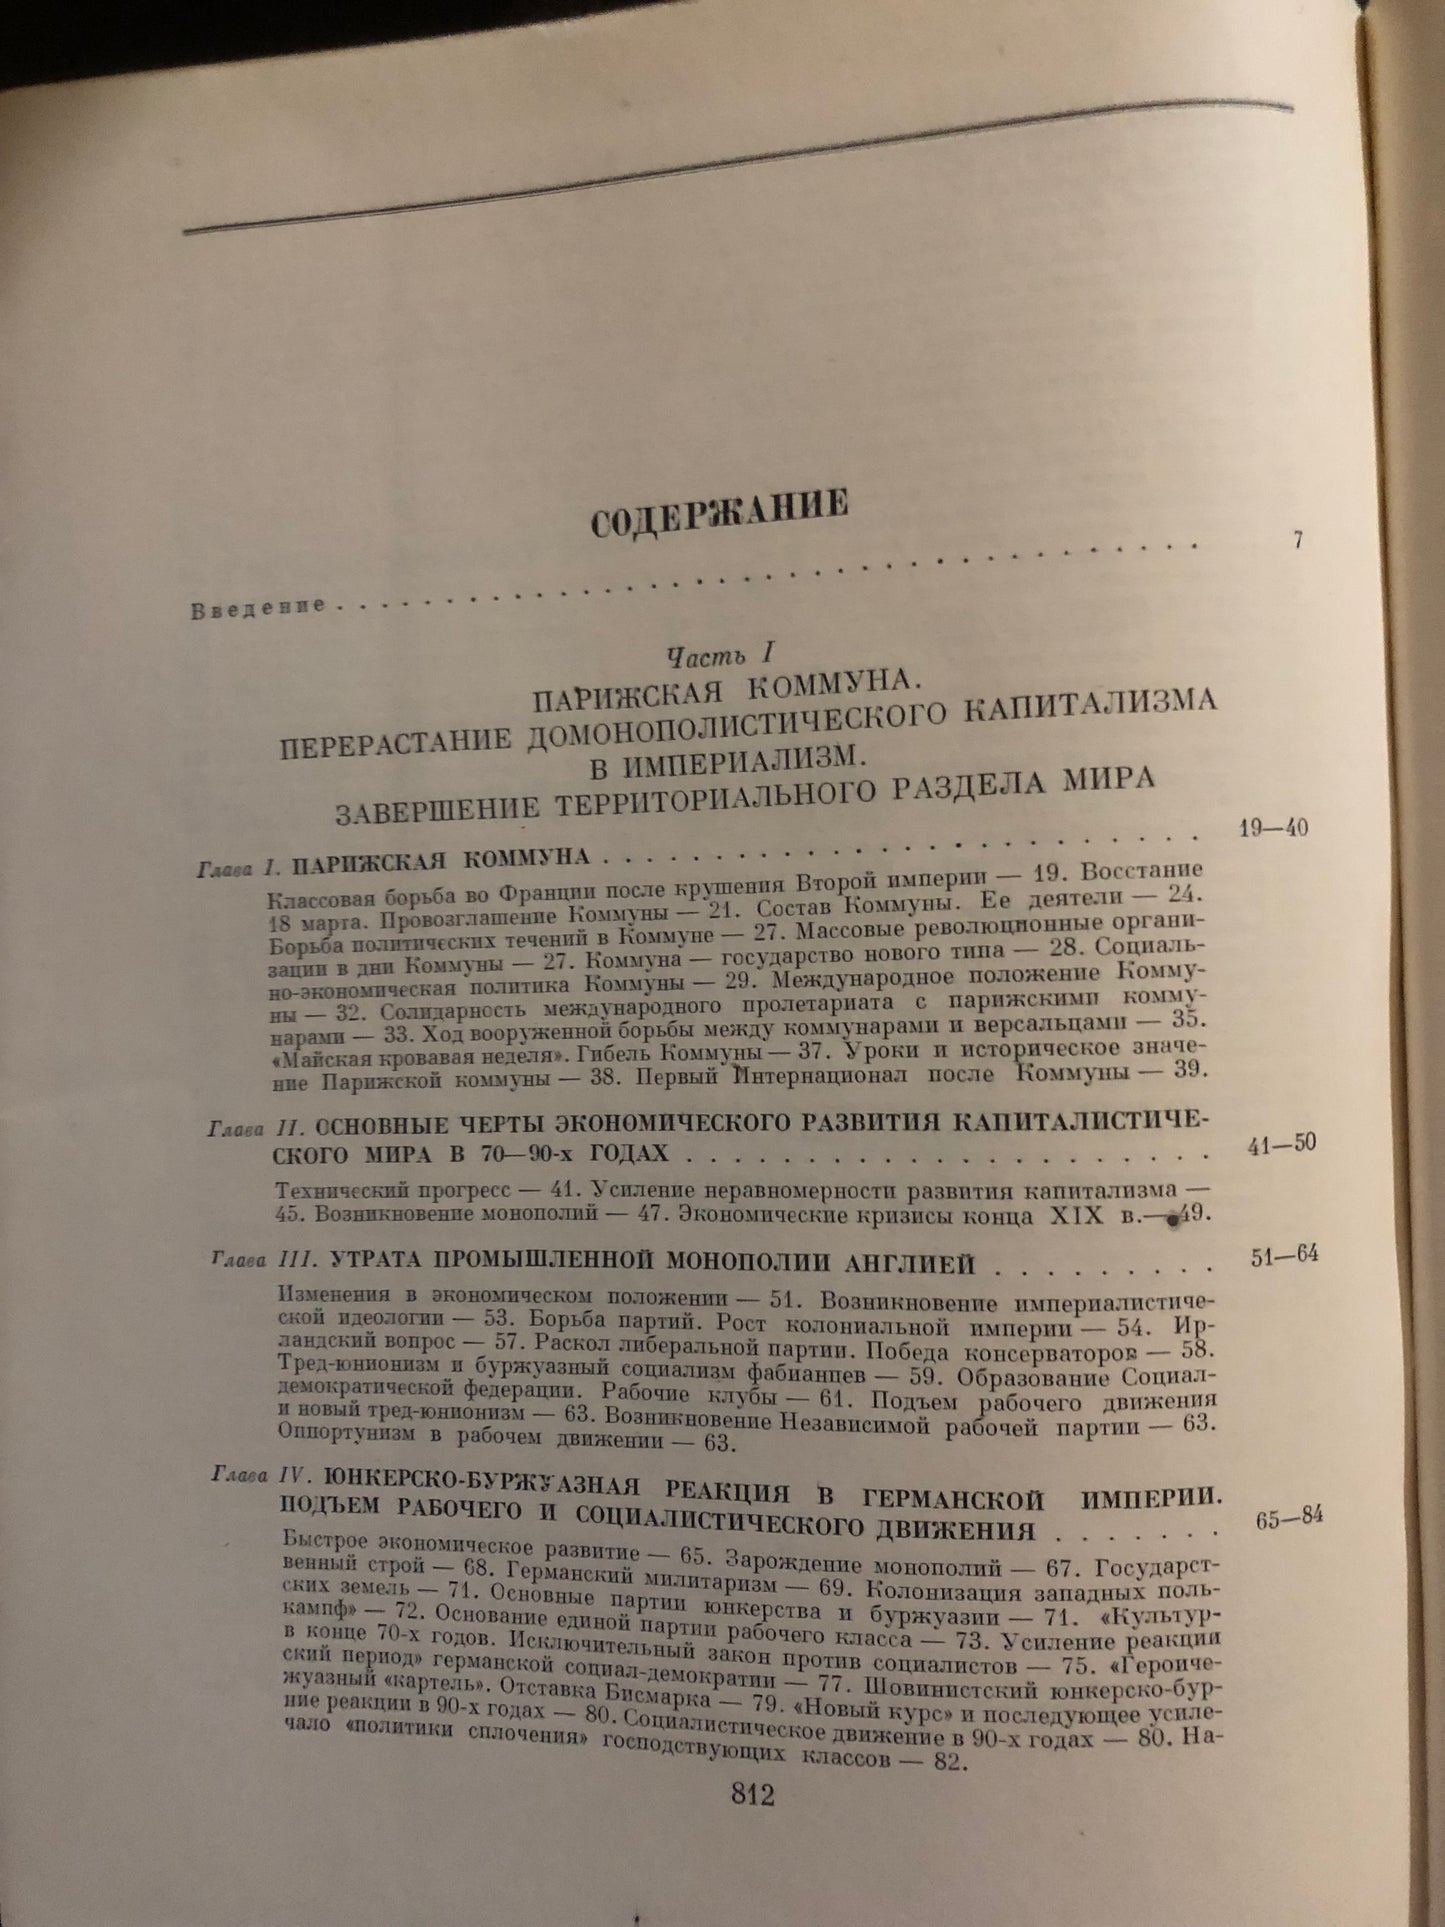 СОДЕРЖАНИЕ
Введение . . . . . . . . . . . . . . . . . . . . . . . . 7
Часть I
ПАРИЖСКАЯ КОММУНА.
ПЕРЕРАСТАНИЕ ДОМОНОПОЛИСТИЧЕСКОГО КАПИТАЛИЗМА
В ИМПЕРИАЛИЗМ.
ЗАВЕРШЕНИЕ ТЕРРИТОРИАЛЬНОГО РАЗДЕЛА МИРА
Глава I. ПАРИЖСКАЯ КОММУНА . . . . . . . . . . . . . . . . . 19—40
Классовая борьба во Франции после крушения Второй империи — 19. Восстание
18 марта. Провозглашение Коммуны — 21. Состав Коммуны. Ее деятели — 24.
Борьба политических течений в Коммуне — 27. Массовые революционные органи-
зации в дни Коммуны — 27. Коммуна — государство нового типа — 28. Социаль-
но-экономическая политика Коммуны — 29. Международное положение Комму-
ны — 32. Солидарность международного пролетариата с парижскими комму-
нарами — 33. Ход вооруженной борьбы между коммунарами и версальцами — 35.
«Майская кровавая неделя». Гибель Коммуны — 37. Уроки и историческое значе-
ние Парижской коммуны — 38. Первый Интернационал после Коммуны — 39.
Глава II. ОСНОВНЫЕ ЧЕРТЫ ЭКОНОМИЧЕСКОГО РАЗВИТИЯ КАПИТАЛИСТИЧЕ-
СКОГО МИРА В 70—90-х ГОДАХ . . . . . . . . . . . . . . . 41—50
Технический прогресс — 41. Усиление неравномерности развития капитализма —
45. Возникновение монополий — 47. Экономические кризисы конца XIX в. — 49.
Глава III. УТРАТА ПРОМЫШЛЕННОЙ МОНОПОЛИИ АНГЛИЕЙ . . . . . . . . . 51—64
Изменения в экономическом положении — 51. Возникновение империалистиче-
ской идеологии — 53. Борьба партий. Рост колониальной империи — 54. Ир-
ландский вопрос — 57. Раскол либеральной партии. Победа консерваторов — 58.
Тред-юнионизм и буржуазный социализм фабианцев — 59. Образование Социал-
демократической федерации. Рабочие клубы — 61. Подъем рабочего движения
и новый тред-юнионизм — 63. Возникновение Независимой рабочей партии — 63.
Оппортунизм в рабочем движении — 63.
Глава IV. ЮНКЕРСКО-БУРЖУАЗНАЯ РЕАКЦИЯ В ГЕРМАНСКОЙ ИМПЕРИИ.
ПОДЪЕМ РАБОЧЕГО И СОЦИАЛИСТИЧЕСКОГО ДВИЖЕНИЯ . . . . . . . 65—84
Быстрое экономическое развитие — 65. Зарождение монополий — 67. Государст-
венный строй — 68. Германский милитаризм — 69. Колонизация западных поль-
ских земель — 71. Основные партии юнкерства и буржуазии — 71. «Культур-
кампф» — 72. Основание единой партии рабочего класса — 73. Усиление реакции
в конце 70-х годов. Исключительный закон против социалистов — 75. «Героиче-
ский период» германской социал-демократии — 77. Шовинистский юнкерско-бур-
жуазный «картель». Отставка Бисмарка — 79. «Новый курс» и последующее усиле-
ние реакции в 90-х годах — 80. Социалистическое движение в 90-х годах — 80. На-
чало «политики сплочения» господствующих классов — 82.
812